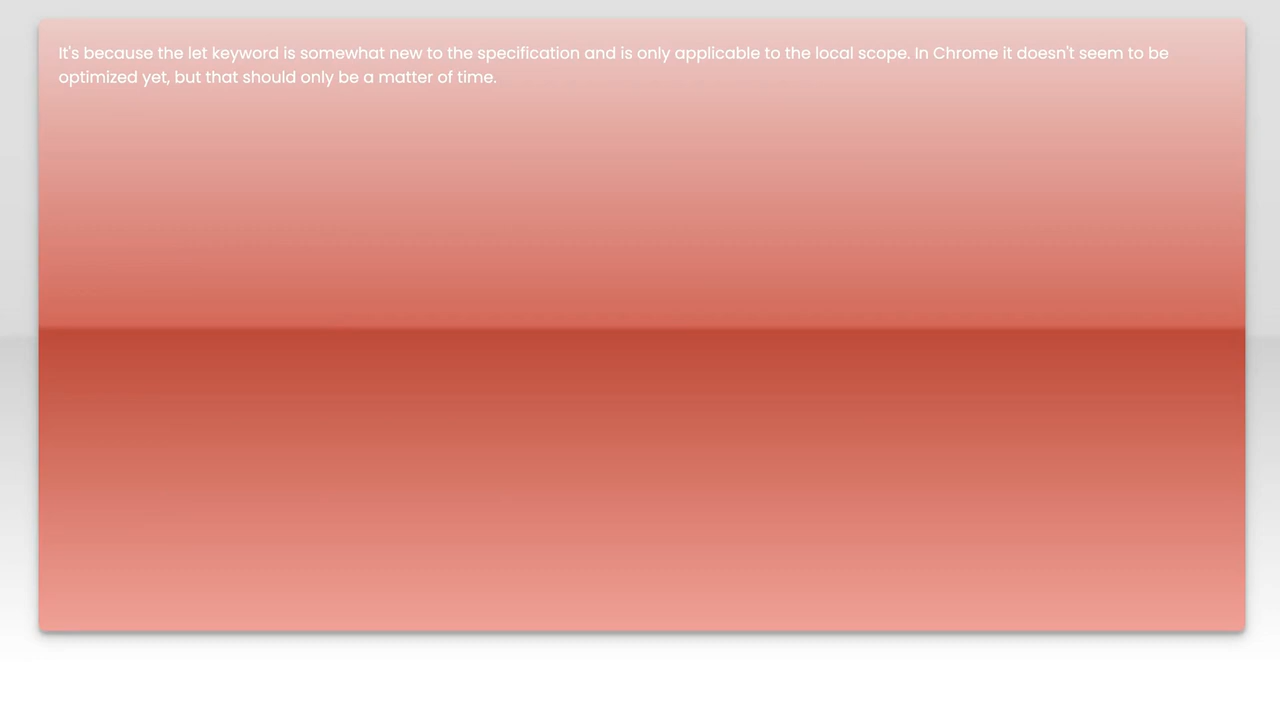 It's because the let keyword is somewhat new to the specification and is only applicable to the local scope. In Chrome it doesn't seem to be
optimized yet, but that should only be a matter of time.